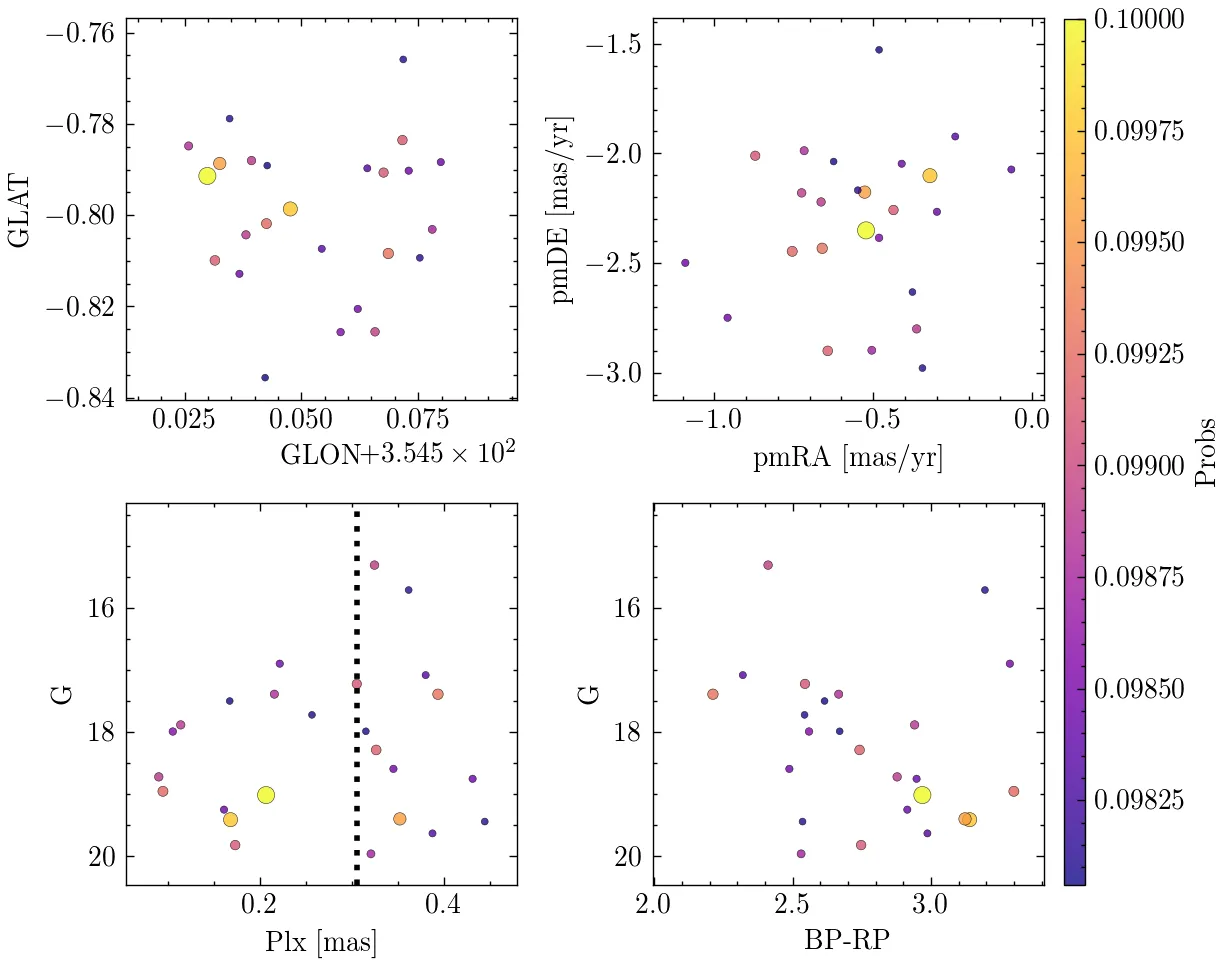 −0.76
−0.78
−0.80
−0.82
−0.84
GLAT
0.025 0.050 0.075
GLON+3.545 × 10²
−1.5
−2.0
−2.5
−3.0
pmDE [mas/yr]
−1.0 −0.5 0.0
pmRA [mas/yr]
0.10000
0.09975
0.09950
0.09925
0.09900
0.09875
0.09850
0.09825
Probs
16
18
20
G
0.2 0.4
Plx [mas]
16
18
20
G
2.0 2.5 3.0
BP-RP